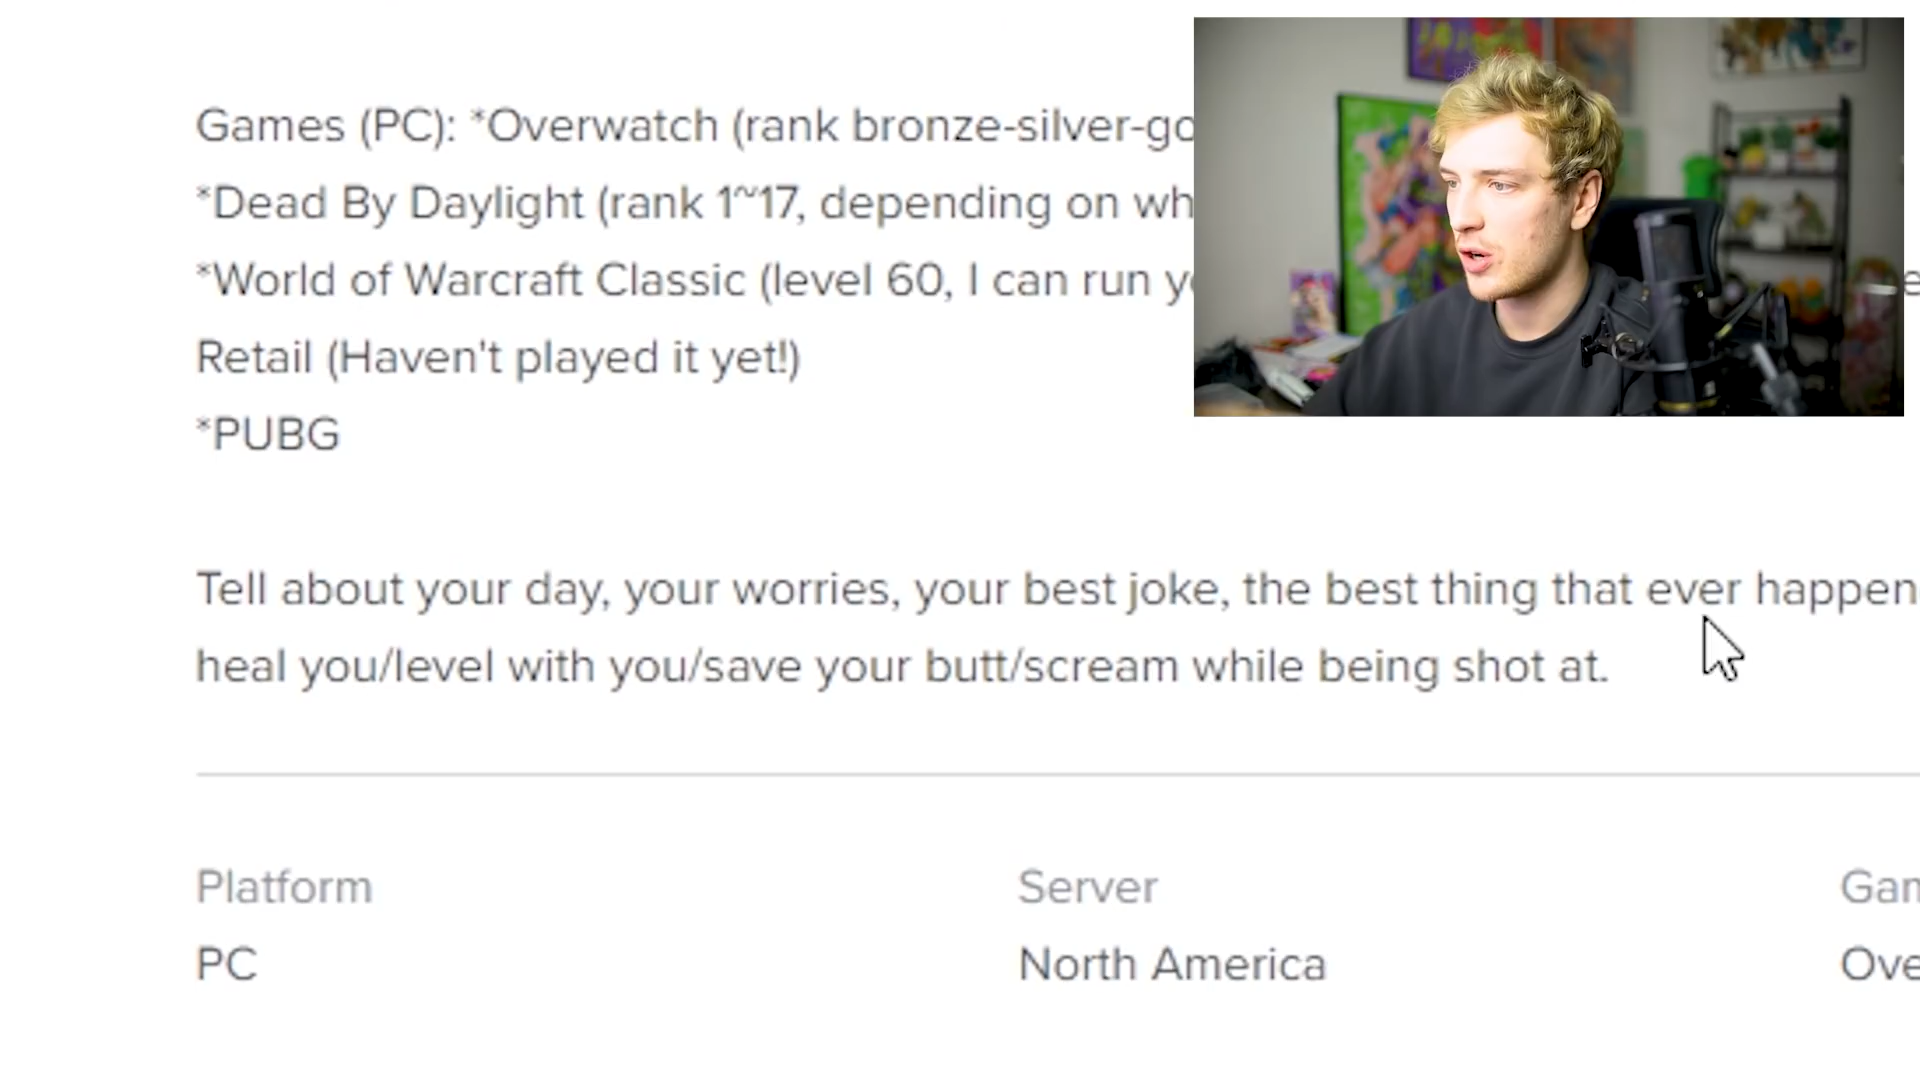 Games (PC): *Overwatch (rank bronze-silver-go
*Dead By Daylight (rank 1~17, depending on wh
*World of Warcraft Classic (level 60, I can run
Retail (Haven't played it yet!)
*PUBG
Tell about your day, your worries, your best joke, the best thing that ever happen
heal you/level with you/save your butt/scream while being shot at.
Platform
Server
Gam
PC
North America
Ove